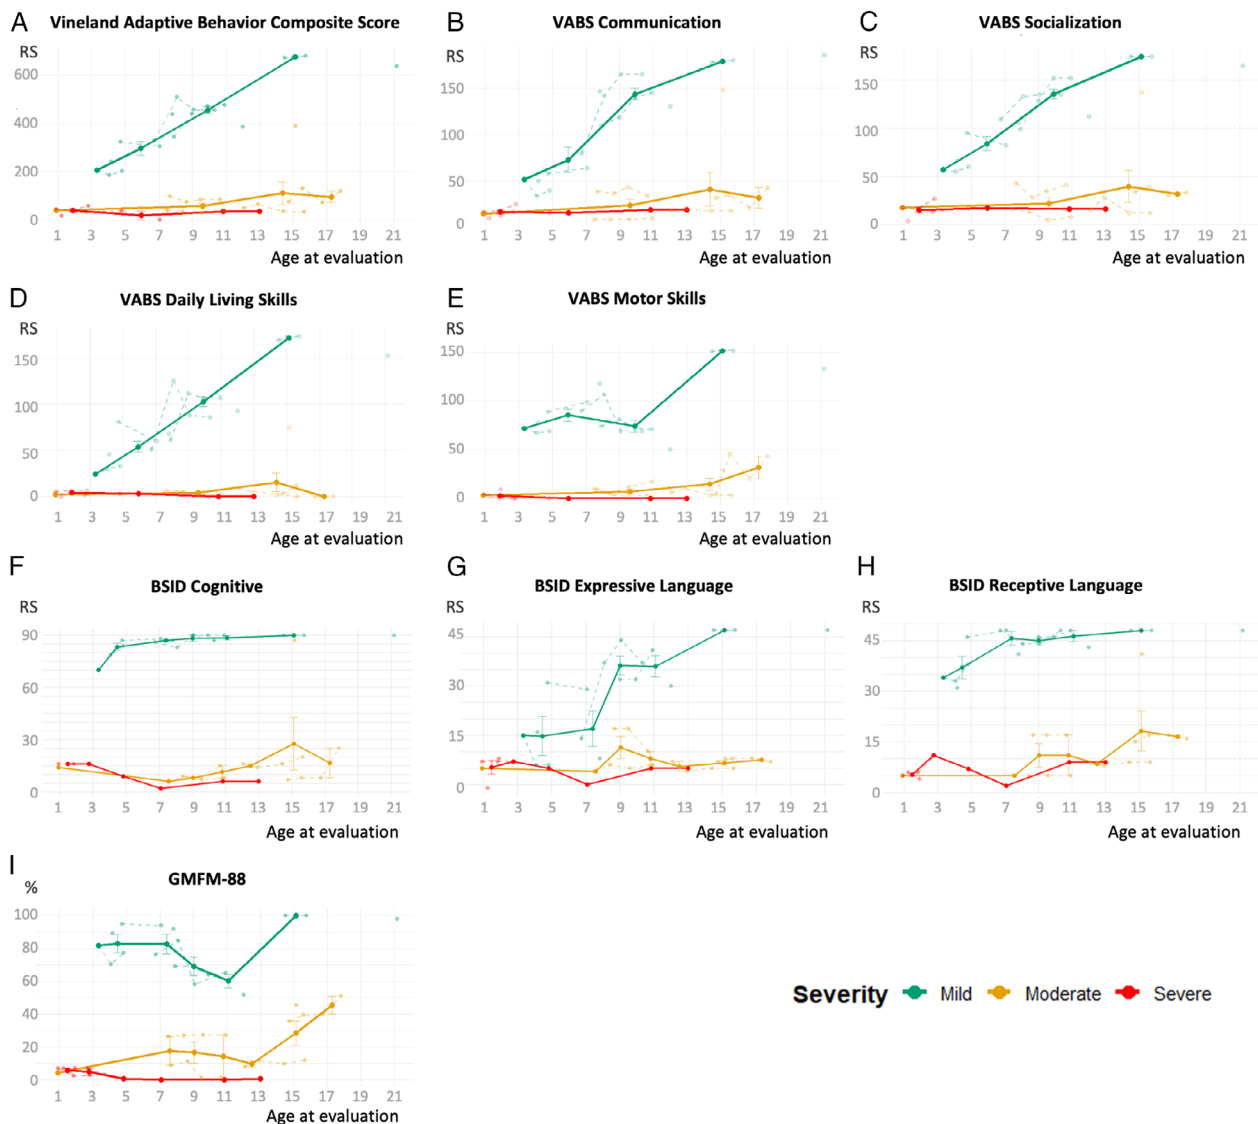 A Vineland Adaptive Behavior Composite Score
RS
600
400
200
0
1 3 5 7 9 11 13 15 17 19 21
Age at evaluation
B VABS Communication
RS
150
100
50
0
1 3 5 7 9 11 13 15 17 19 21
Age at evaluation
C VABS Socialization
RS
150
100
50
0
1 3 5 7 9 11 13 15 17 19 21
Age at evaluation
D VABS Daily Living Skills
RS
150
100
50
0
1 3 5 7 9 11 13 15 17 19 21
Age at evaluation
E VABS Motor Skills
RS
150
100
50
0
1 3 5 7 9 11 13 15 17 19 21
Age at evaluation
F BSID Cognitive
RS
90
60
30
0
1 3 5 7 9 11 13 15 17 19 21
Age at evaluation
G BSID Expressive Language
RS
45
30
15
0
1 3 5 7 9 11 13 15 17 19 21
Age at evaluation
H BSID Receptive Language
RS
45
30
15
0
1 3 5 7 9 11 13 15 17 19 21
Age at evaluation
I GMFM-88
%
100
80
60
40
20
0
1 3 5 7 9 11 13 15 17 19 21
Age at evaluation
Severity Mild Moderate Severe